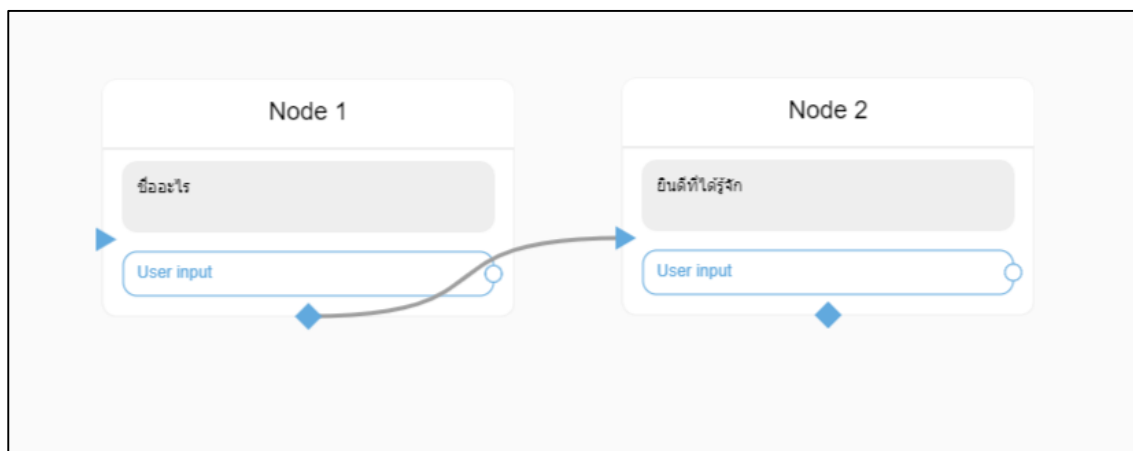 Node 1
Node 2
ชื่ออะไร
ยินดีที่ได้รู้จัก
User input
User input